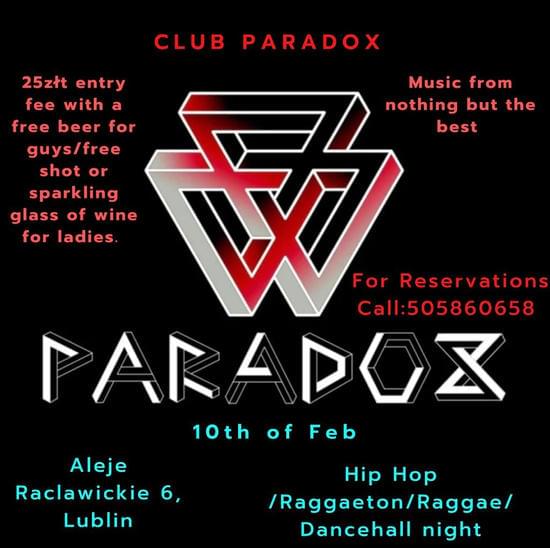 CLUB PARADOX
25złt entry
fee with a
free beer for
guys/free
shot or
sparkling
glass of wine
for ladies.
Music from
nothing but the
best
For Reservations
Call:505860658
PARADOX
10th of Feb
Aleje
Raclawickie 6,
Lublin
Hip Hop
/Raggaeton/Raggae/
Dancehall night